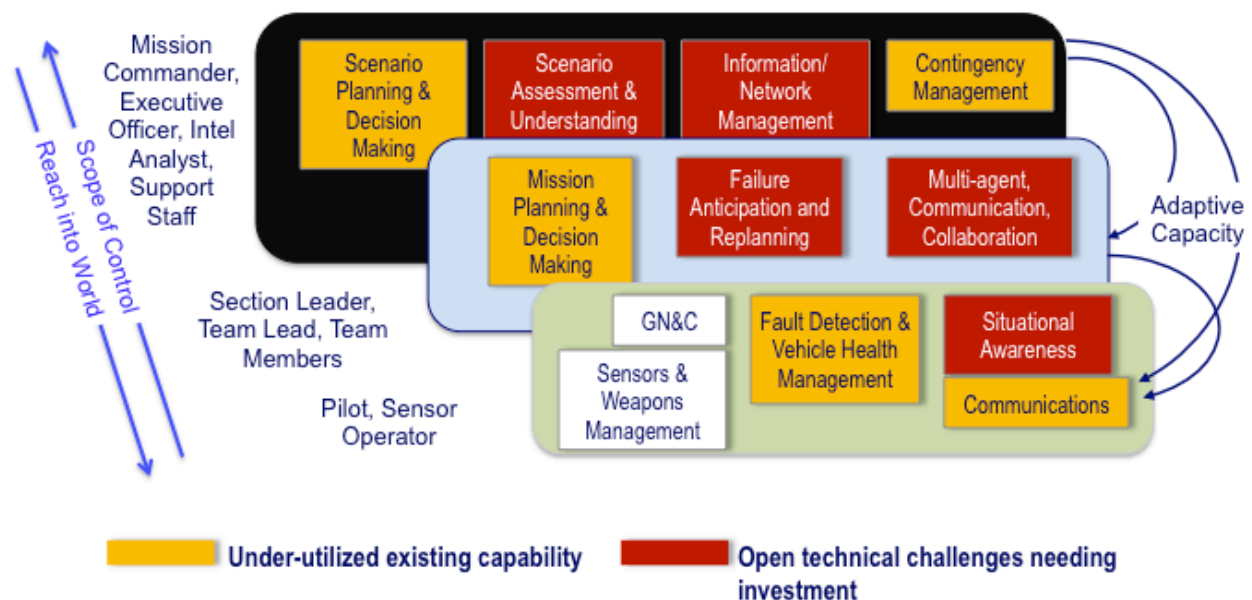 Mission
Commander,
Executive
Officer, Intel
Analyst,
Support
Staff
Scope of Control
Reach into World
Scenario
Planning &
Decision
Making
Scenario
Assessment &
Understanding
Information/
Network
Management
Contingency
Management
Mission
Planning &
Decision
Making
Failure
Anticipation and
Replanning
Multi-agent,
Communication,
Collaboration
Adaptive
Capacity
Section Leader,
Team Lead, Team
Members
GN&C
Sensors &
Weapons
Management
Fault Detection &
Vehicle Health
Management
Situational
Awareness
Communications
Pilot, Sensor
Operator
Under-utilized existing capability
Open technical challenges needing
investment